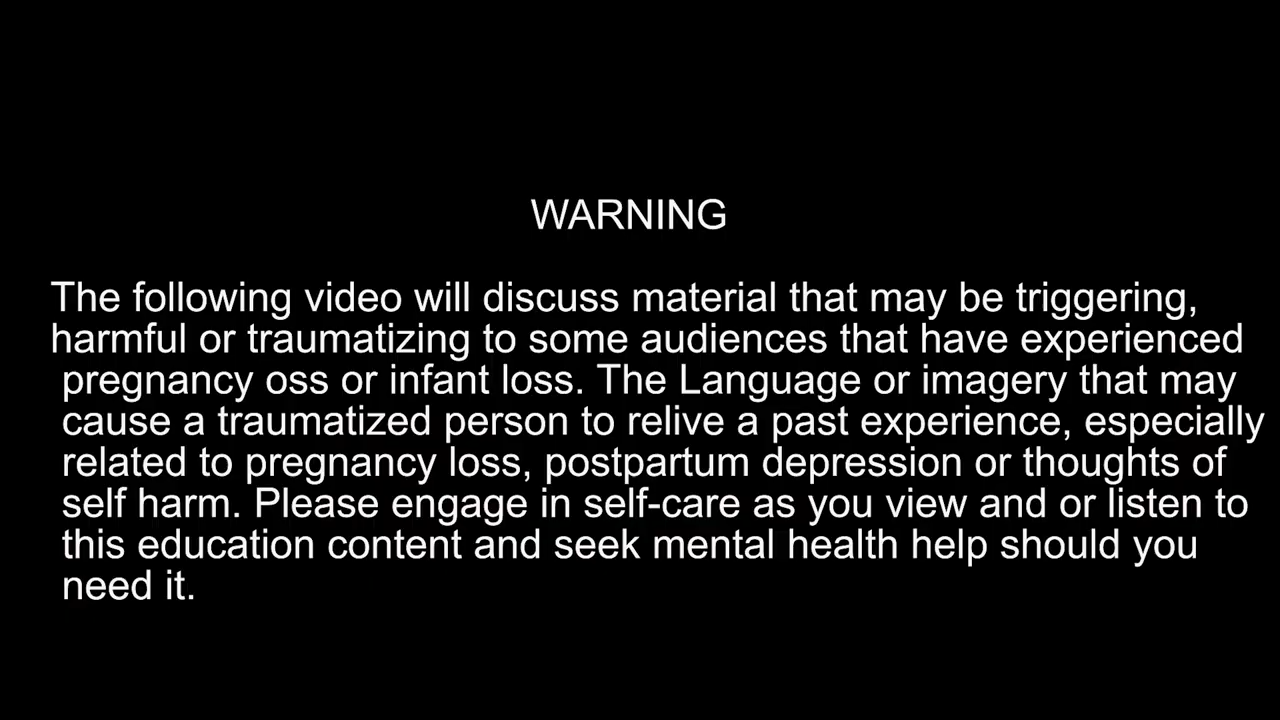 WARNING
The following video will discuss material that may be triggering,
harmful or traumatizing to some audiences that have experienced
pregnancy oss or infant loss. The Language or imagery that may
cause a traumatized person to relive a past experience, especially
related to pregnancy loss, postpartum depression or thoughts of
self harm. Please engage in self-care as you view and or listen to
this education content and seek mental health help should you
need it.